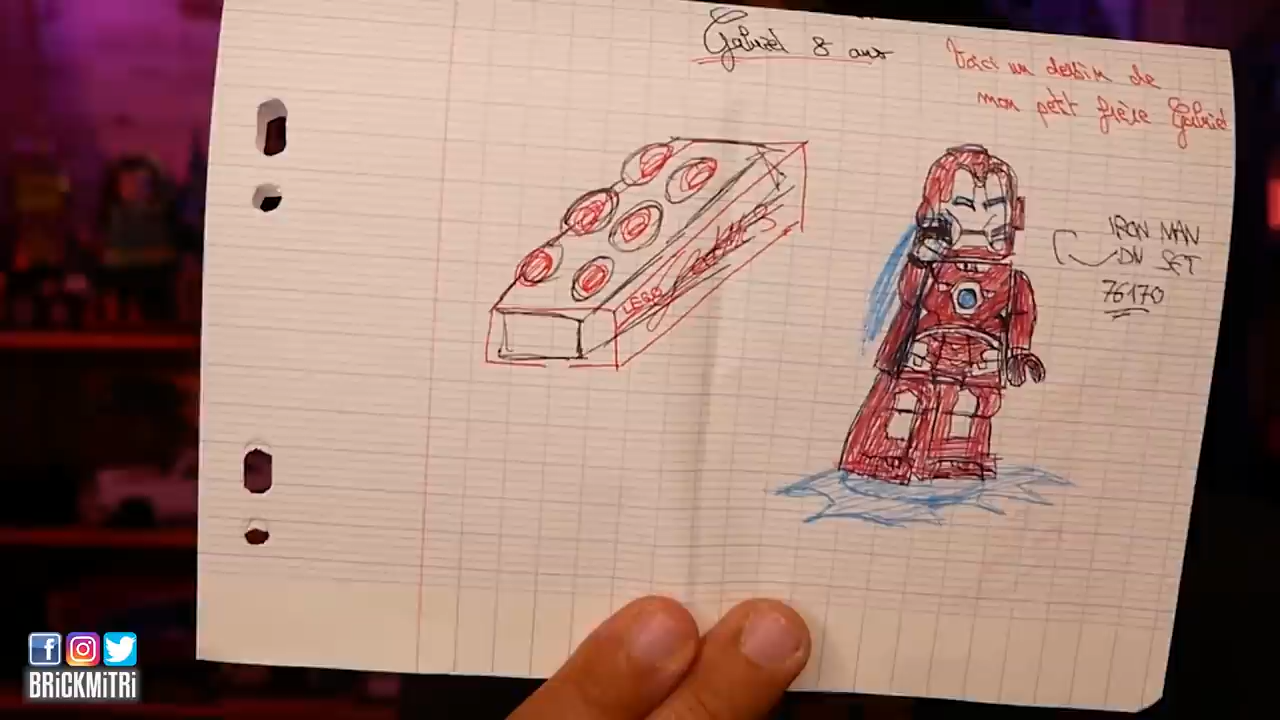 Gabriel 8 ans
Voici un dessin de
mon petit frère Gabriel
IRON MAN
DU SET
76170
LEGO
BRiCKMiTRi